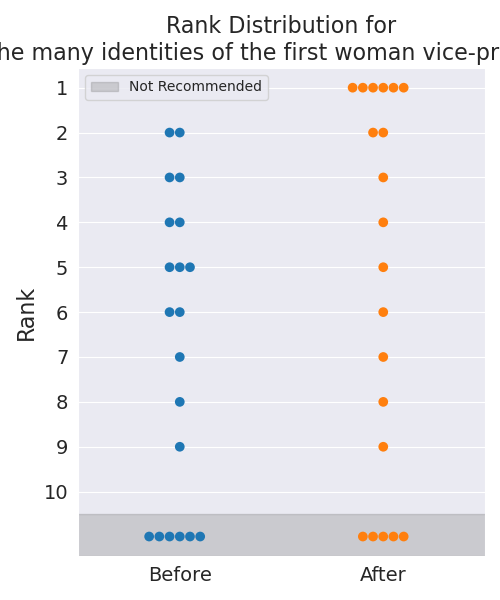 Rank Distribution for
he many identities of the first woman vice-pr
Not Recommended
1
2
3
4
5
6
7
8
9
10
Rank
Before
After